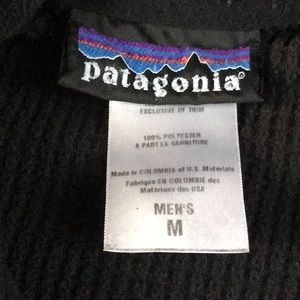 patagonia®
EXCLUSIVE OF TRIM
100% POLYESTER
A PART LA GARNITURE
Made in COLOMBIA of U.S. Materials
Fabriqué EN COLOMBIE des
Materiaux des USA
MEN'S
M